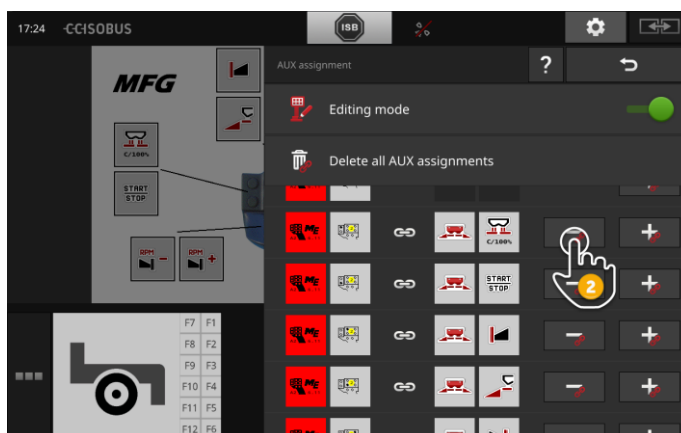 17:24
CCISOBUS
ISB
AUX assignment
?
MFG
Editing mode
Delete all AUX assignments
C/100%
START
STOP
RPM
RPM
C/100%
START
STOP
2
F7 F1
F8 F2
F9 F3
F10 F4
F11 F5
F12 F6